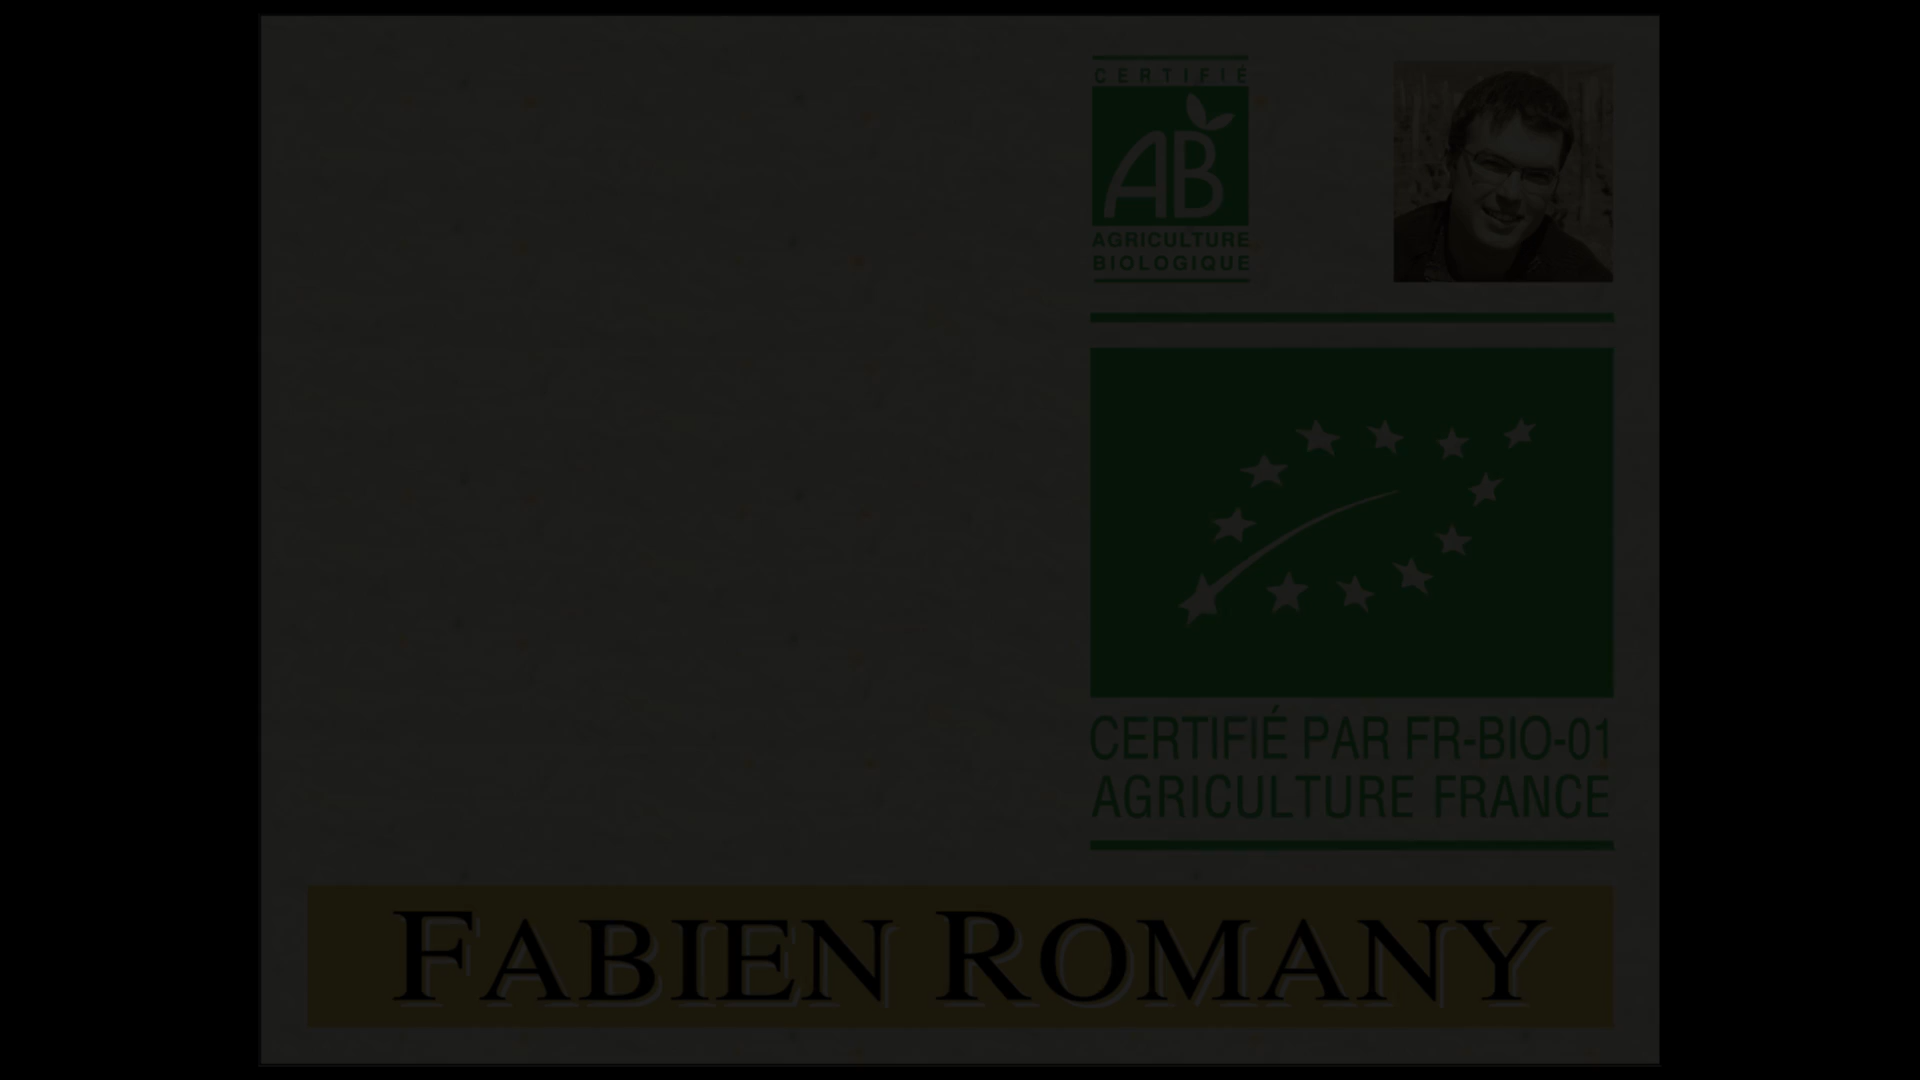 CERTIFIÉ
AB
AGRICULTURE
BIOLOGIQUE
CERTIFIÉ PAR FR-BIO-01
AGRICULTURE FRANCE
FABIEN ROMANY